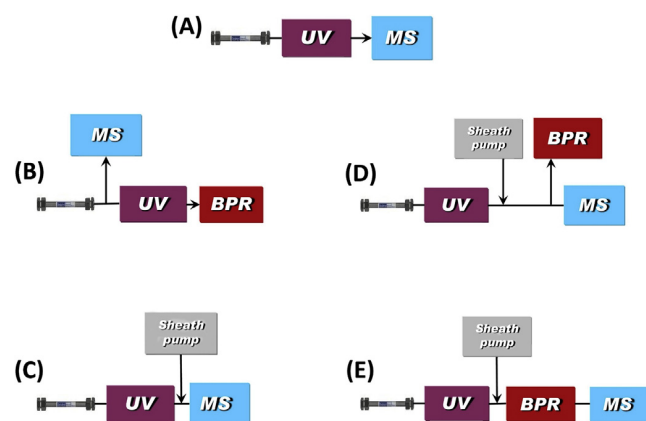 (A)
UV
MS
(B)
MS
UV
BPR
(D)
Sheath
pump
BPR
UV
MS
(C)
Sheath
pump
UV
MS
(E)
Sheath
pump
UV
BPR
MS